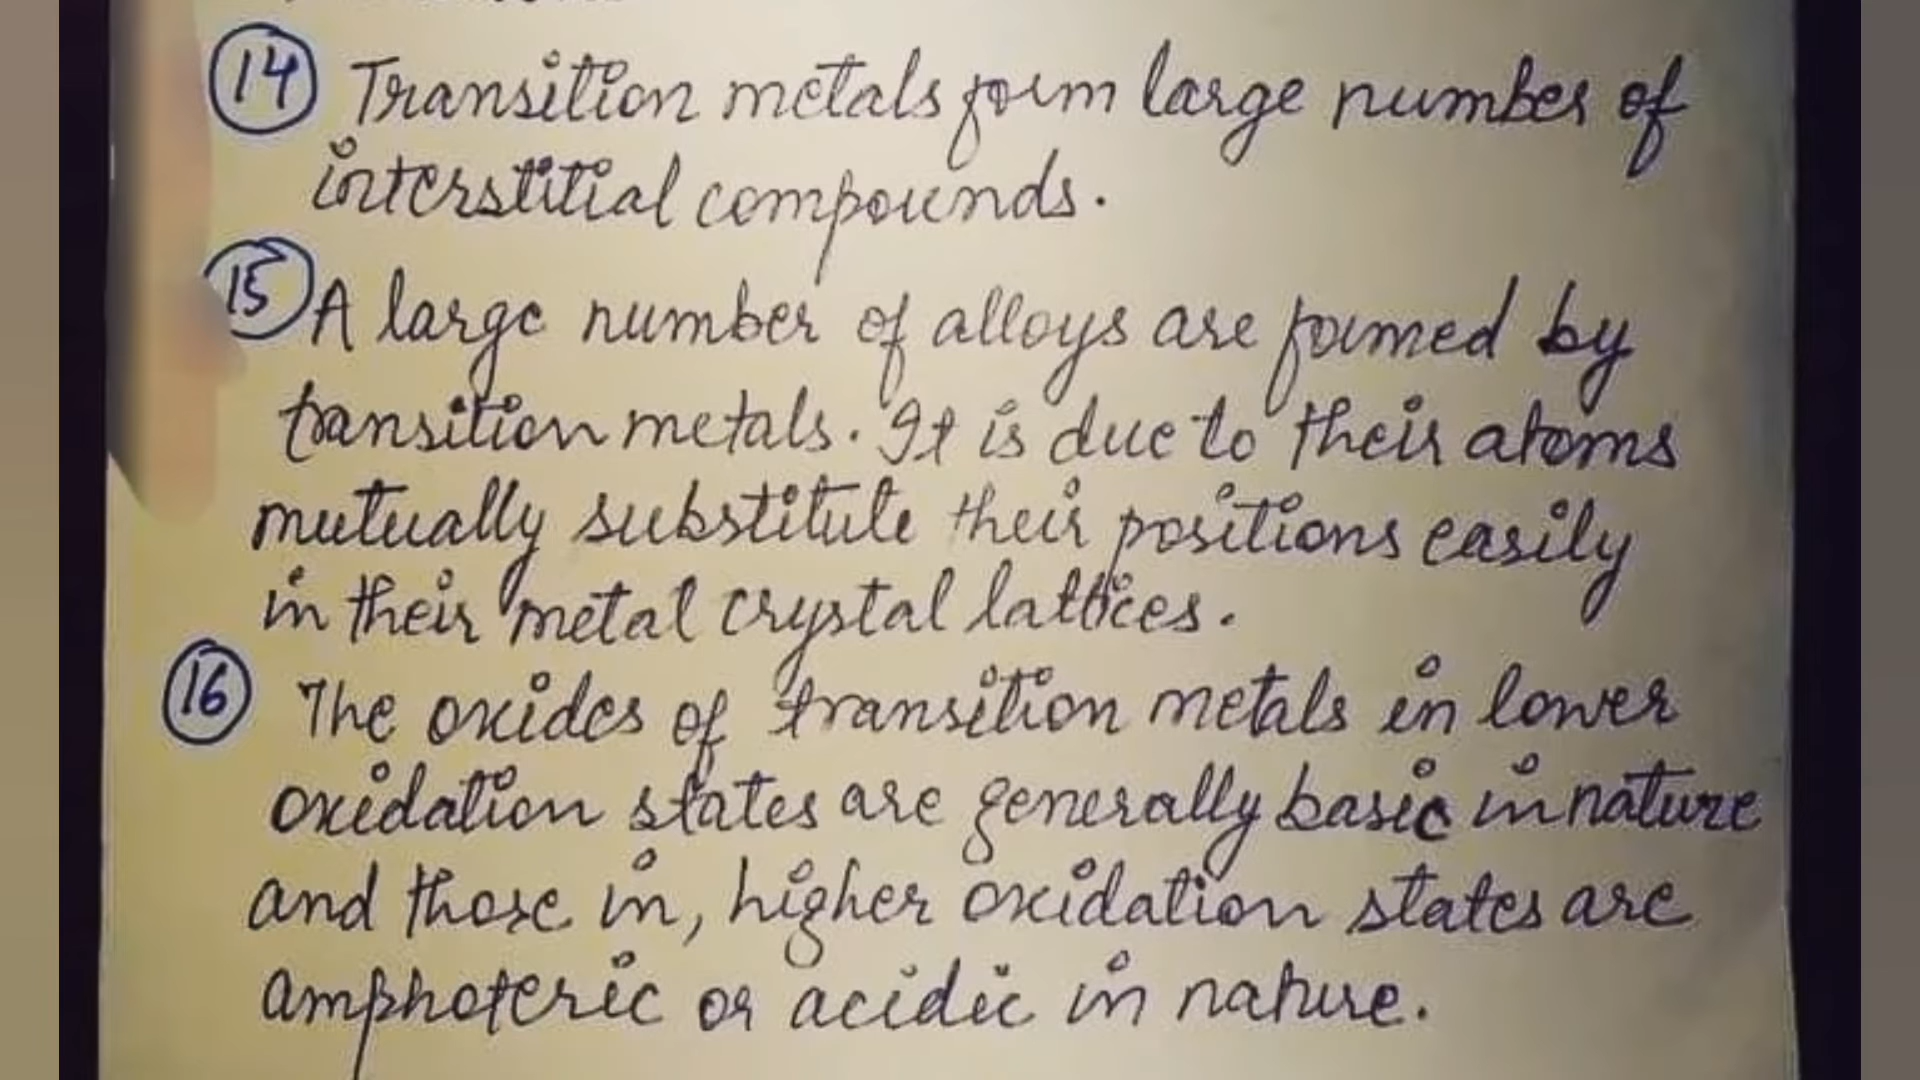 14 Transition metals form large number of
interstitial compounds.
15 A large number of alloys are formed by
transition metals. It is due to their atoms
mutually substitute their positions easily
in their metal crystal lattices.
16 The oxides of transition metals in lower
oxidation states are generally basic in nature
and those in, higher oxidation states are
amphoteric or acidic in nature.